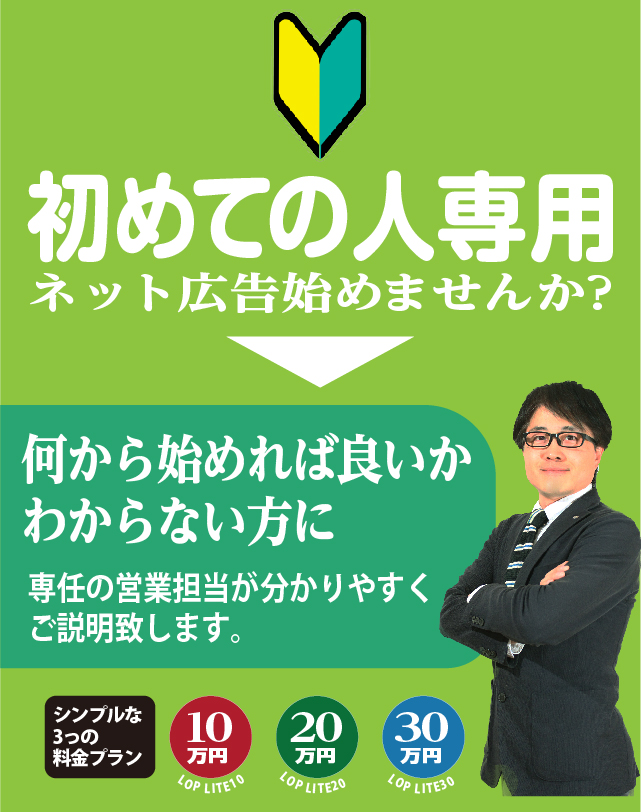 初めての人専用
ネット広告始めませんか?
何から始めれば良いか
わからない方に
専任の営業担当が分かりやすく
ご説明致します。
シンプルな
3つの
料金プラン
10
万円
LOP LITE10
20
万円
LOP LITE20
30
万円
LOP LITE30